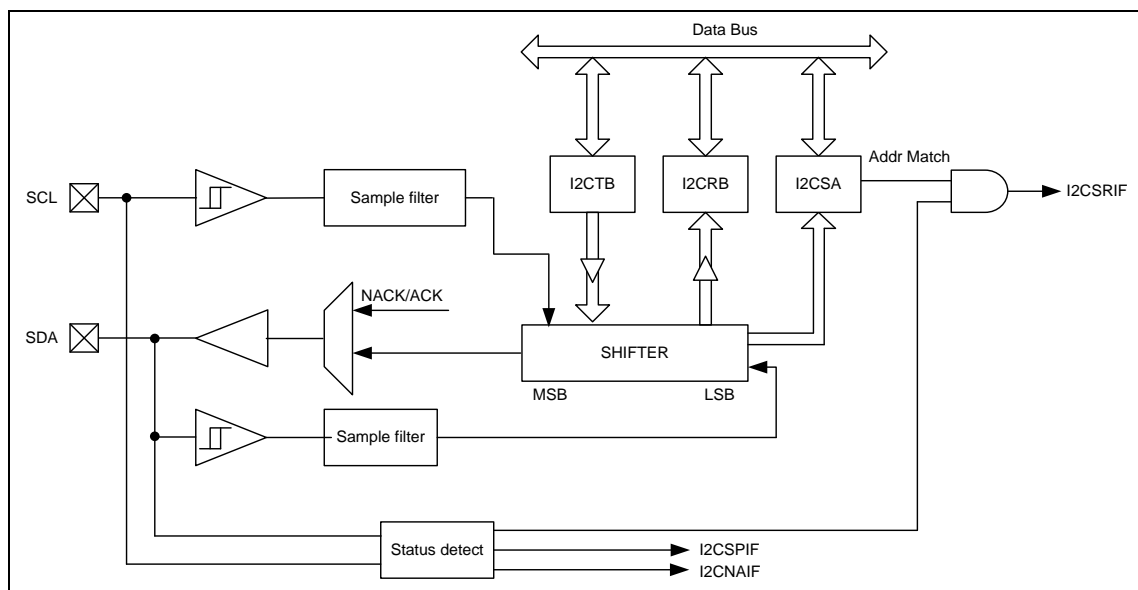 Data Bus
I2CTB
I2CRB
I2CSA
Addr Match
I2CSRIF
SCL
Sample filter
NACK/ACK
SDA
SHIFTER
MSB
LSB
Sample filter
Status detect
I2CSPIF
I2CNAIF